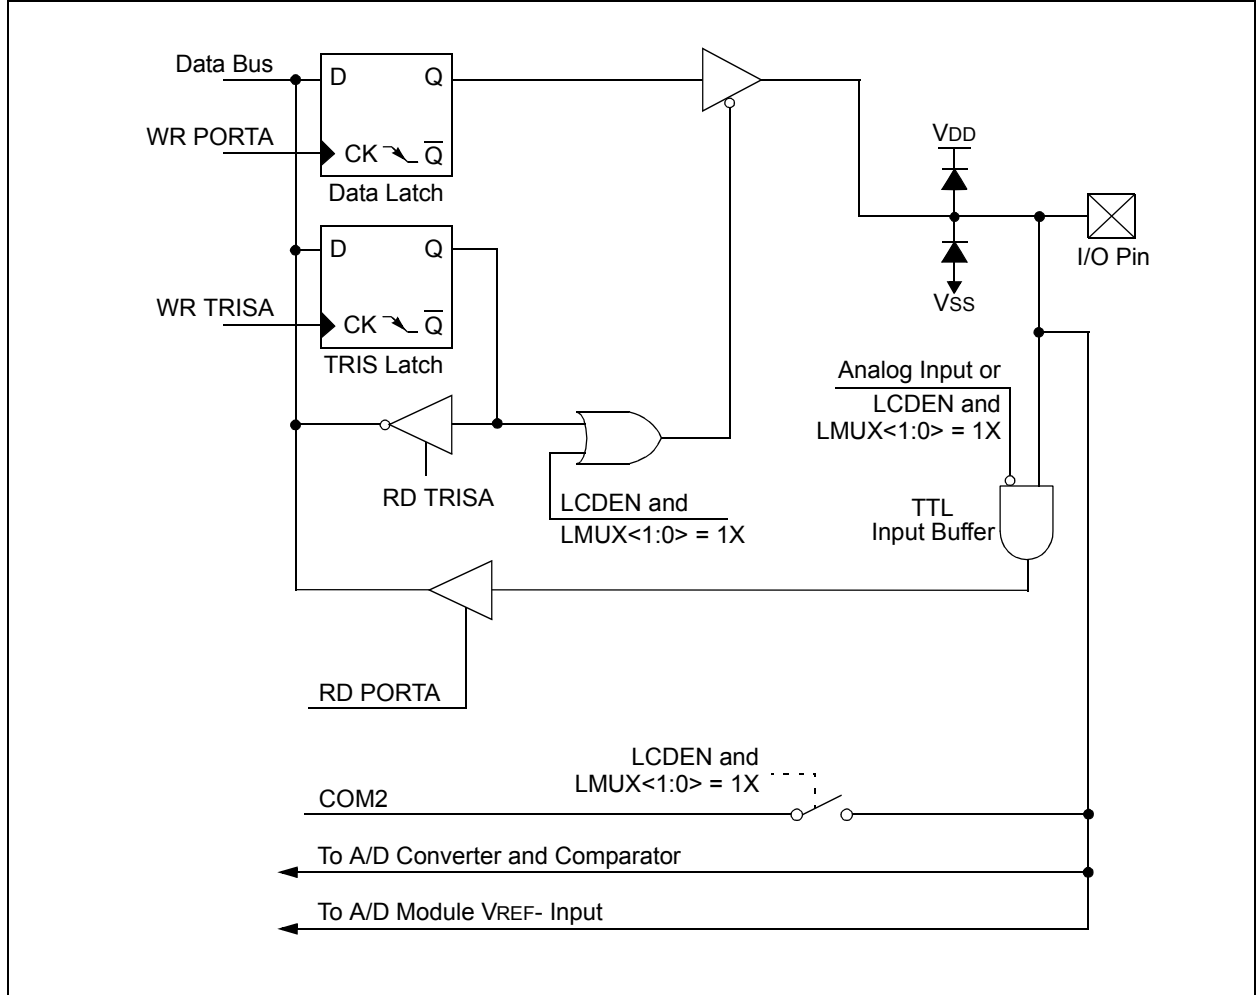 Data Bus
D Q
WR PORTA
CK Q
Data Latch
VDD
I/O Pin
VSS
D Q
WR TRISA
CK Q
TRIS Latch
Analog Input or
LCDEN and
LMUX<1:0> = 1X
RD TRISA
LCDEN and
LMUX<1:0> = 1X
TTL
Input Buffer
RD PORTA
LCDEN and
LMUX<1:0> = 1X
COM2
To A/D Converter and Comparator
To A/D Module VREF- Input